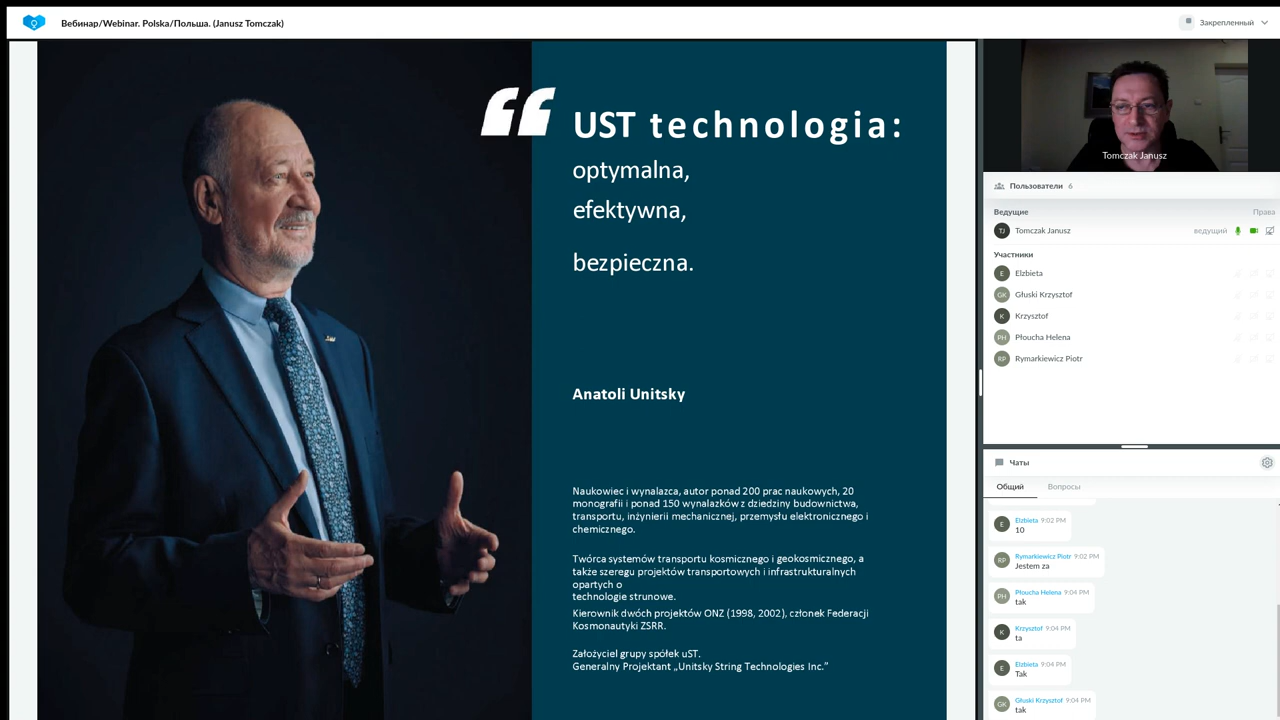 Вебинар/Webinar. Polska/Польша. (Janusz Tomczak)
Закрепленный
“
UST technologia:
optymalna,
efektywna,
bezpieczna.
Anatoli Unitsky
Naukowiec i wynalazca, autor ponad 200 prac naukowych, 20
monografii i ponad 150 wynalazków z dziedziny budownictwa,
transportu, inżynierii mechanicznej, przemysłu elektronicznego i
chemicznego.
Twórca systemów transportu kosmicznego i geokosmicznego, a
także szeregu projektów transportowych i infrastrukturalnych
opartych o
technologie strunowe.
Kierownik dwóch projektów ONZ (1998, 2002), członek Federacji
Kosmonautyki ZSRR.
Założyciel grupy spółek uST.
Generalny Projektant „Unitsky String Technologies Inc.”
Tomczak Janusz
Пользователи 6
Ведущие Права
TJ Tomczak Janusz ведущий
Участники
E Elzbieta
GK Głuski Krzysztof
K Krzysztof
PH Płoucha Helena
RP Rymarkiewicz Piotr
Чаты
Общий Вопросы
E Elzbieta 9:02 PM
10
RP Rymarkiewicz Piotr 9:02 PM
Jestem za
PH Płoucha Helena 9:04 PM
tak
K Krzysztof 9:04 PM
ta
E Elzbieta 9:04 PM
Tak
GK Głuski Krzysztof 9:04 PM
tak